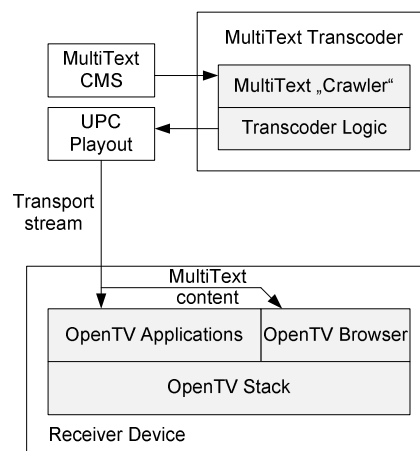 MultiText Transcoder
MultiText
CMS
MultiText „Crawler“
UPC
Playout
Transcoder Logic
Transport
stream
MultiText
content
OpenTV Applications
OpenTV Browser
OpenTV Stack
Receiver Device